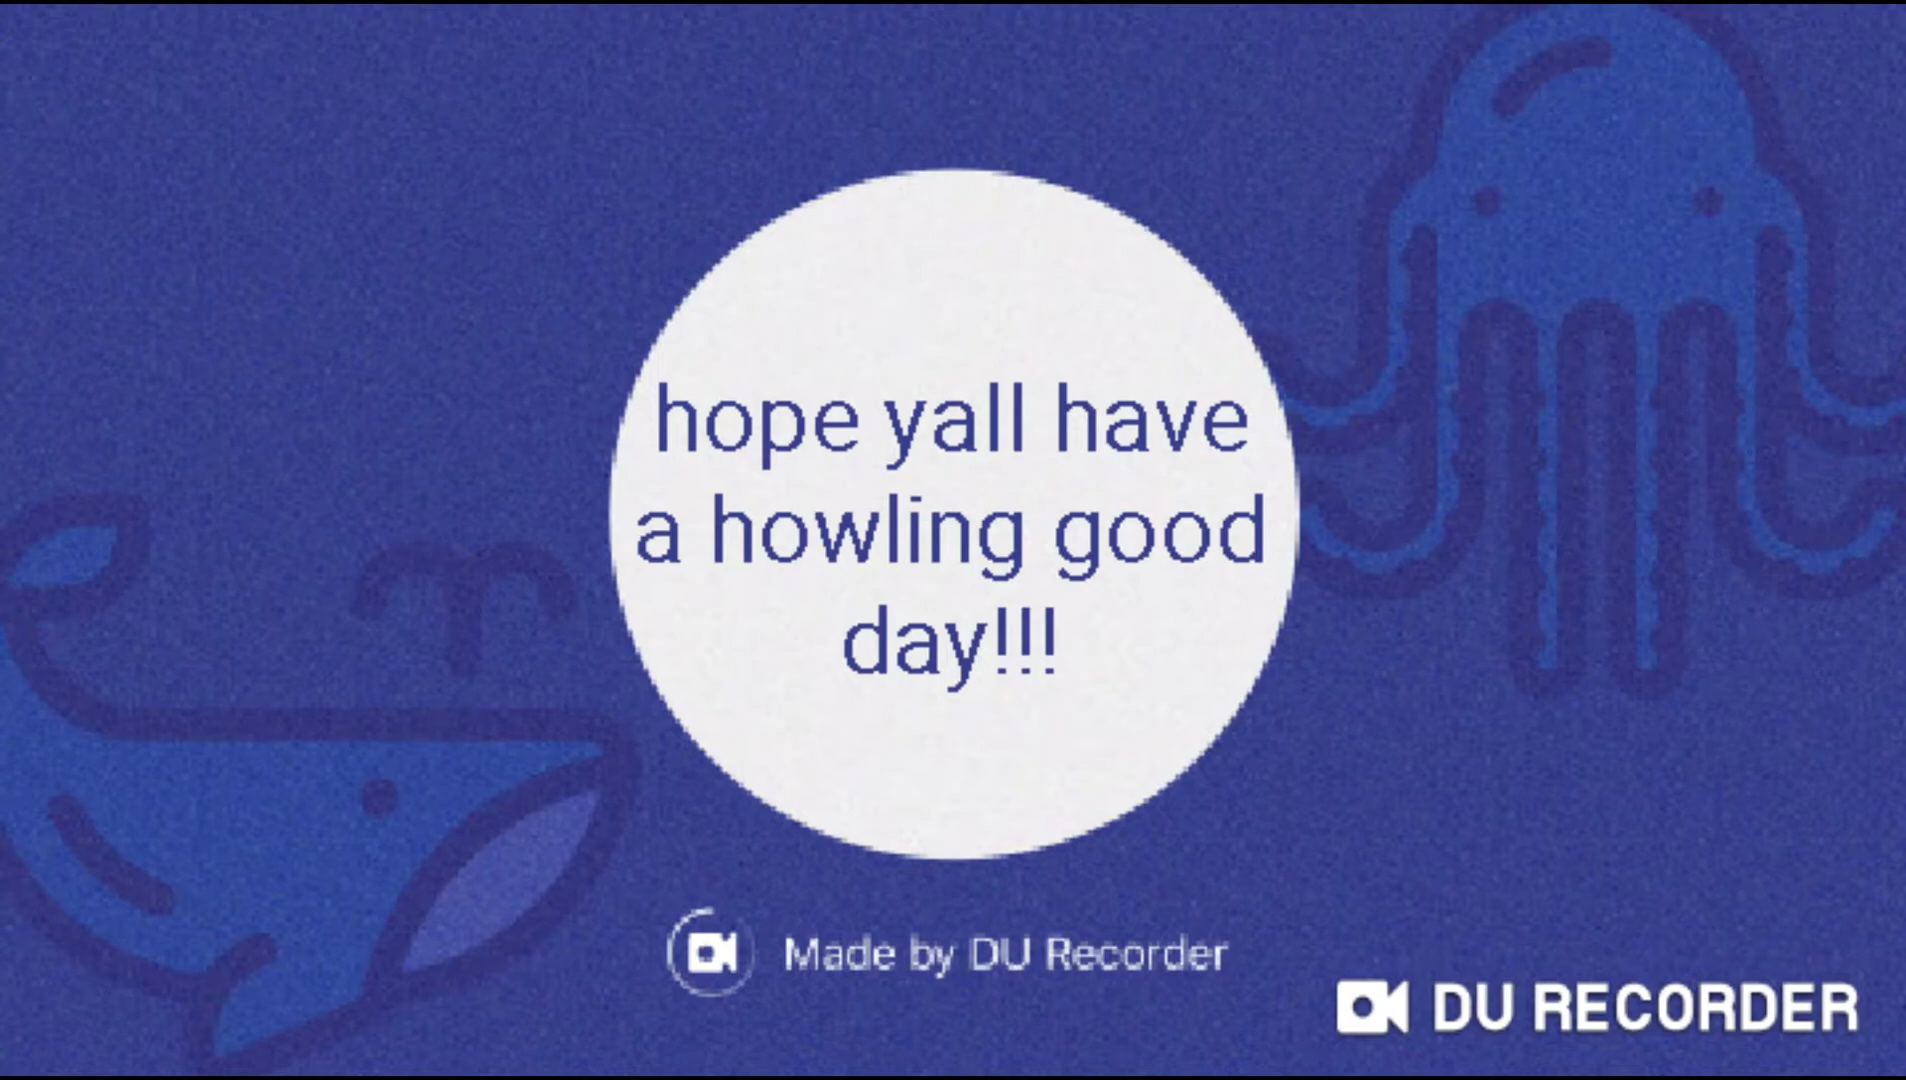 hope yall have
a howling good
day!!!
Made by DU Recorder
DU RECORDER